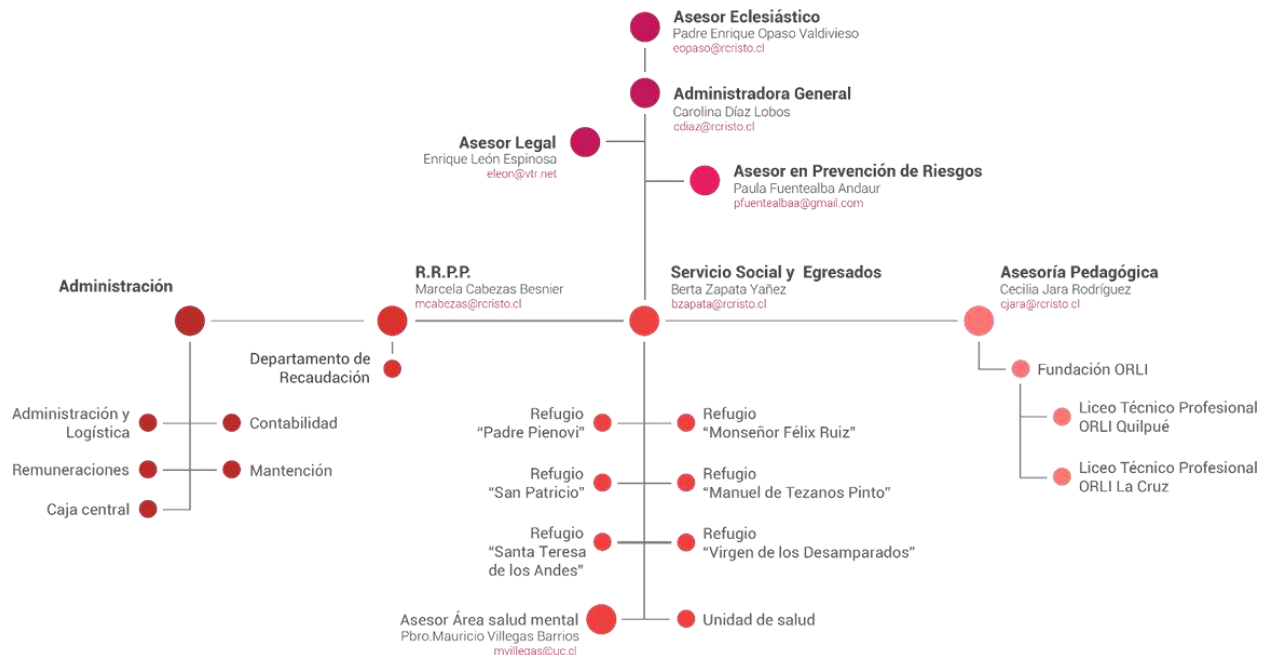 Asesor Eclesiástico
Padre Enrique Opaso Valdivieso
eopaso@rcristo.cl
Administradora General
Carolina Díaz Lobos
cdiaz@rcristo.cl
Asesor Legal
Enrique León Espinosa
eleon@vtr.net
Asesor en Prevención de Riesgos
Paula Fuentealba Andaur
pfuentealbaa@gmail.com
Administración
R.R.P.P.
Marcela Cabezas Besnier
mcabezas@rcristo.cl
Servicio Social y Egresados
Berta Zapata Yañez
bzapata@rcristo.cl
Asesoría Pedagógica
Cecilia Jara Rodríguez
cjara@rcristo.cl
Departamento de
Recaudación
Fundación ORLI
Administración y
Logística
Contabilidad
Remuneraciones
Mantención
Caja central
Refugio
“Padre Pienovi”
Refugio
“Monseñor Félix Ruiz”
Refugio
“San Patricio”
Refugio
“Manuel de Tezanos Pinto”
Refugio
“Santa Teresa
de los Andes”
Refugio
“Virgen de los Desamparados”
Asesor Área salud mental
Pbro.Mauricio Villegas Barrios
mvillegas@uc.cl
Unidad de salud
Liceo Técnico Profesional
ORLI Quilpué
Liceo Técnico Profesional
ORLI La Cruz